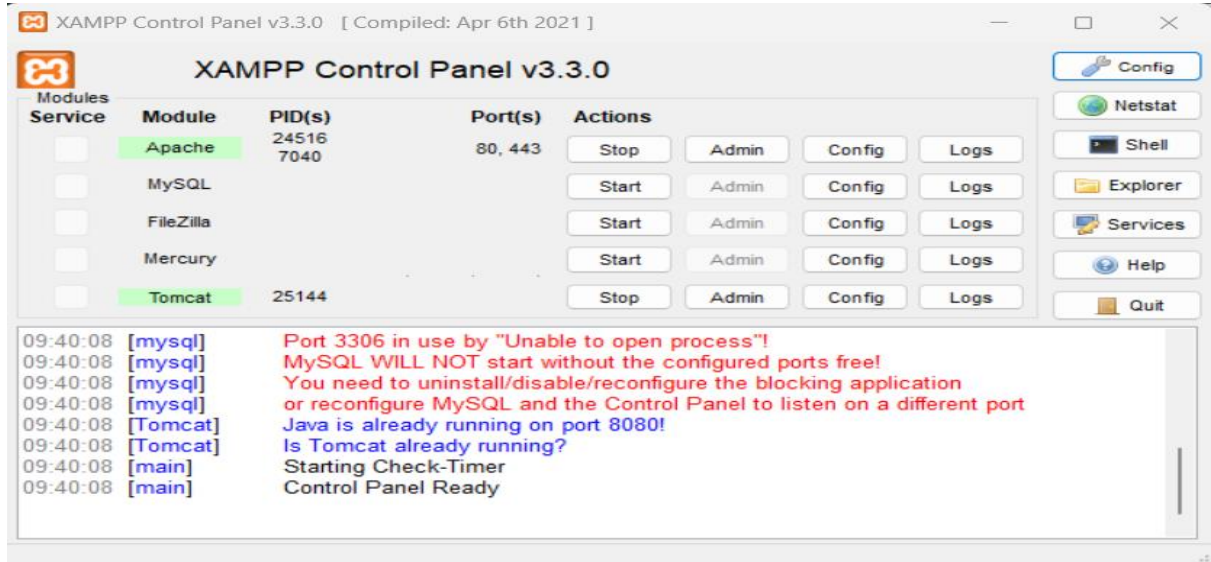 XAMPP Control Panel v3.3.0 [ Compiled: Apr 6th 2021 ]
XAMPP Control Panel v3.3.0
Config
Modules
Netstat
Service Module PID(s) Port(s) Actions
Apache 24516 7040 80, 443 Stop Admin Config Logs
Shell
MySQL Start Admin Config Logs
Explorer
FileZilla Start Admin Config Logs
Services
Mercury Start Admin Config Logs
Help
Tomcat 25144 Stop Admin Config Logs
Quit
09:40:08 [mysql] Port 3306 in use by "Unable to open process"!
09:40:08 [mysql] MySQL WILL NOT start without the configured ports free!
09:40:08 [mysql] You need to uninstall/disable/reconfigure the blocking application
09:40:08 [mysql] or reconfigure MySQL and the Control Panel to listen on a different port
09:40:08 [Tomcat] Java is already running on port 8080!
09:40:08 [Tomcat] Is Tomcat already running?
09:40:08 [main] Starting Check-Timer
09:40:08 [main] Control Panel Ready